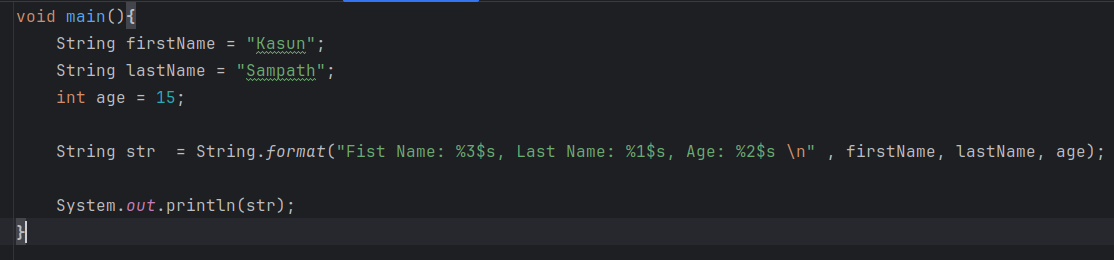 void main(){
    String firstName = "Kasun";
    String lastName = "Sampath";
    int age = 15;
    String str  = String.format("Fist Name: %3$s, Last Name: %1$s, Age: %2$s \n" , firstName, lastName, age);
    System.out.println(str);
}